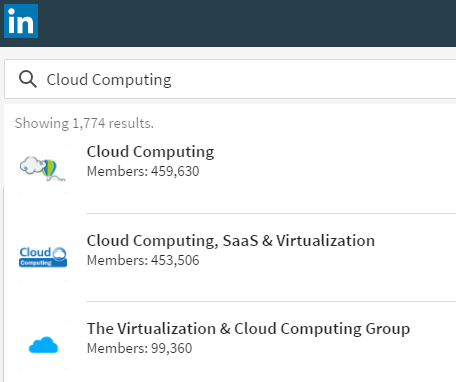 in
Cloud Computing
Showing 1,774 results.
Cloud Computing
Members: 459,630
Cloud Computing, SaaS & Virtualization
Cloud
Computing
Members: 453,506
The Virtualization & Cloud Computing Group
Members: 99,360